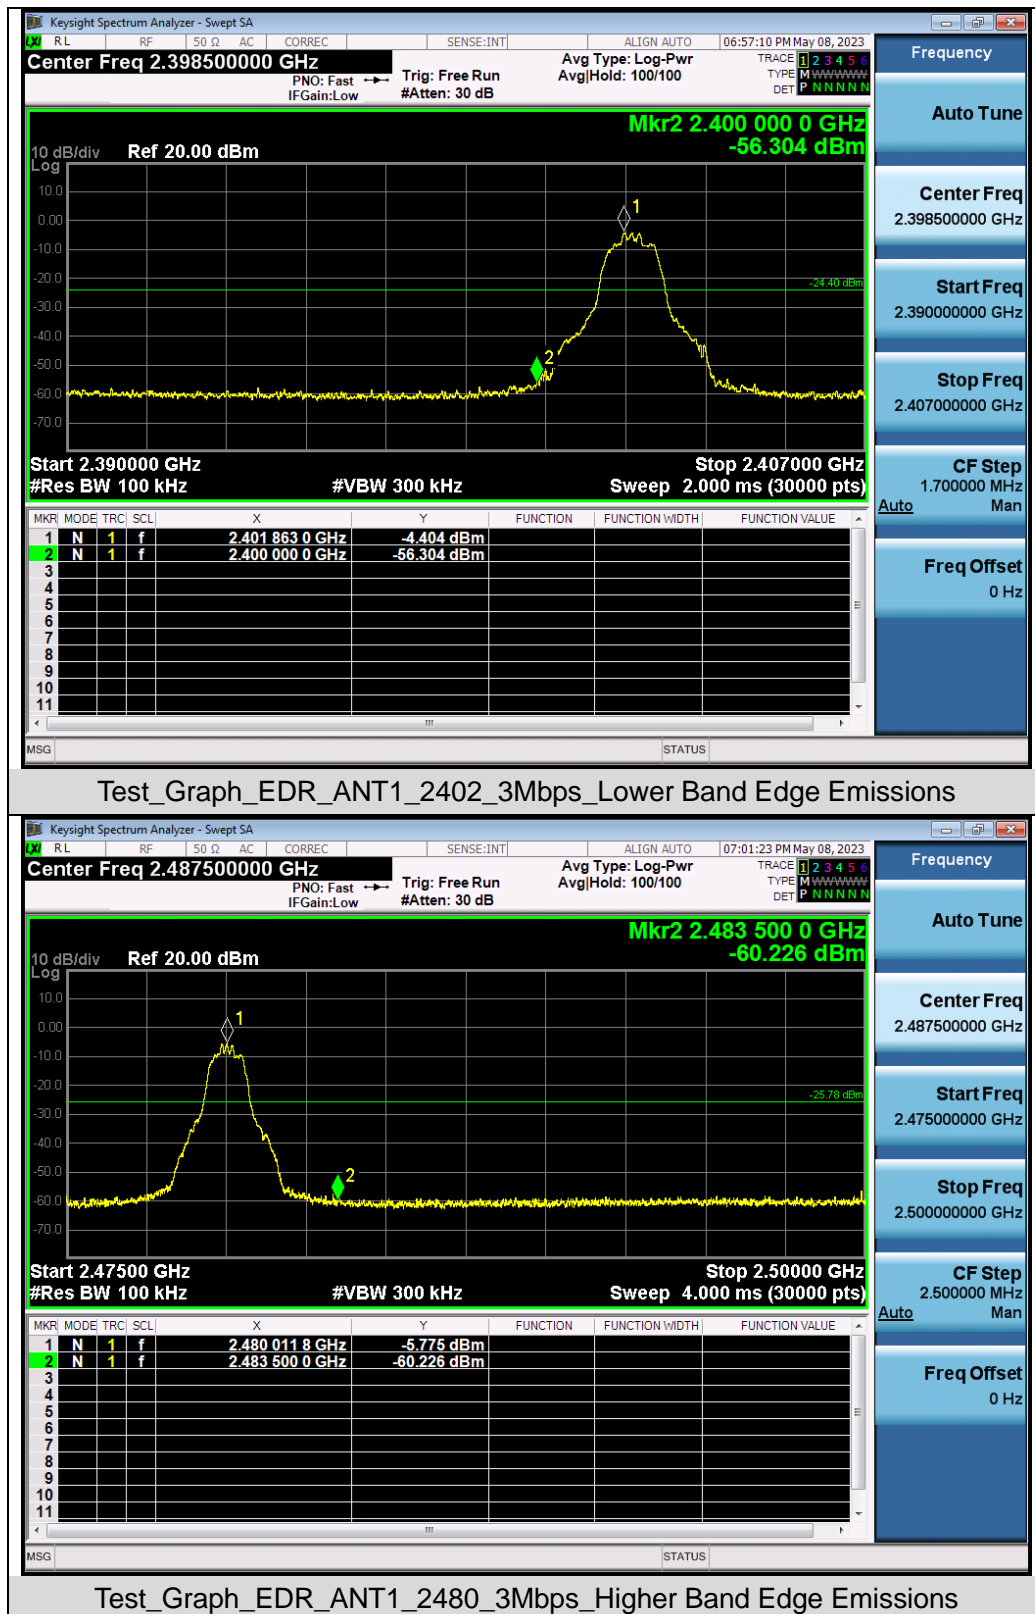 Keysight Spectrum Analyzer - Swept SA
LXI RL RF 50 Ω AC CORREC SENSE:INT ALIGN AUTO 06:57:10 PM May 08, 2023
Center Freq 2.398500000 GHz
PNO: Fast
IFGain:Low
Trig: Free Run
#Atten: 30 dB
Avg Type: Log-Pwr
Avg|Hold: 100/100
TRACE 1 2 3 4 5 6
TYPE M WWWWW
DET P N N N N N
Mkr2 2.400 000 0 GHz
-56.304 dBm
10 dB/div Ref 20.00 dBm
Log
10.0
0.00
-10.0
-20.0
-30.0
-40.0
-50.0
-60.0
-70.0
1
-24.40 dBm
2
Start 2.390000 GHz Stop 2.407000 GHz
#Res BW 100 kHz #VBW 300 kHz Sweep 2.000 ms (30000 pts)
MKR MODE TRC SCL X Y FUNCTION FUNCTION WIDTH FUNCTION VALUE
1 N 1 f 2.401 863 0 GHz -4.404 dBm
2 N 1 f 2.400 000 0 GHz -56.304 dBm
3
4
5
6
7
8
9
10
11
MSG STATUS
Frequency
Auto Tune
Center Freq
2.398500000 GHz
Start Freq
2.390000000 GHz
Stop Freq
2.407000000 GHz
CF Step
1.700000 MHz
Auto Man
Freq Offset
0 Hz
Test_Graph_EDR_ANT1_2402_3Mbps_Lower Band Edge Emissions
Keysight Spectrum Analyzer - Swept SA
LXI RL RF 50 Ω AC CORREC SENSE:INT ALIGN AUTO 07:01:23 PM May 08, 2023
Center Freq 2.487500000 GHz
PNO: Fast
IFGain:Low
Trig: Free Run
#Atten: 30 dB
Avg Type: Log-Pwr
Avg|Hold: 100/100
TRACE 1 2 3 4 5 6
TYPE M WWWWW
DET P N N N N N
Mkr2 2.483 500 0 GHz
-60.226 dBm
10 dB/div Ref 20.00 dBm
Log
10.0
0.00
-10.0
-20.0
-30.0
-40.0
-50.0
-60.0
-70.0
1
-25.78 dBm
2
Start 2.47500 GHz Stop 2.50000 GHz
#Res BW 100 kHz #VBW 300 kHz Sweep 4.000 ms (30000 pts)
MKR MODE TRC SCL X Y FUNCTION FUNCTION WIDTH FUNCTION VALUE
1 N 1 f 2.480 011 8 GHz -5.775 dBm
2 N 1 f 2.483 500 0 GHz -60.226 dBm
3
4
5
6
7
8
9
10
11
MSG STATUS
Frequency
Auto Tune
Center Freq
2.487500000 GHz
Start Freq
2.475000000 GHz
Stop Freq
2.500000000 GHz
CF Step
2.500000 MHz
Auto Man
Freq Offset
0 Hz
Test_Graph_EDR_ANT1_2480_3Mbps_Higher Band Edge Emissions